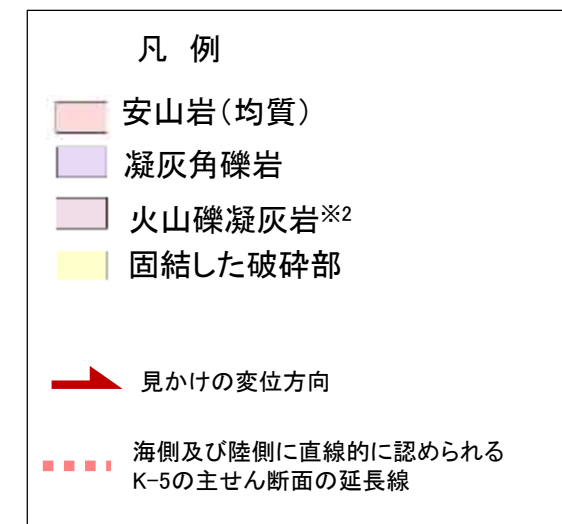 凡 例
安山岩（均質）
凝灰角礫岩
火山礫凝灰岩※2
固結した破砕部
見かけの変位方向
海側及び陸側に直線的に認められる
K-5の主せん断面の延長線